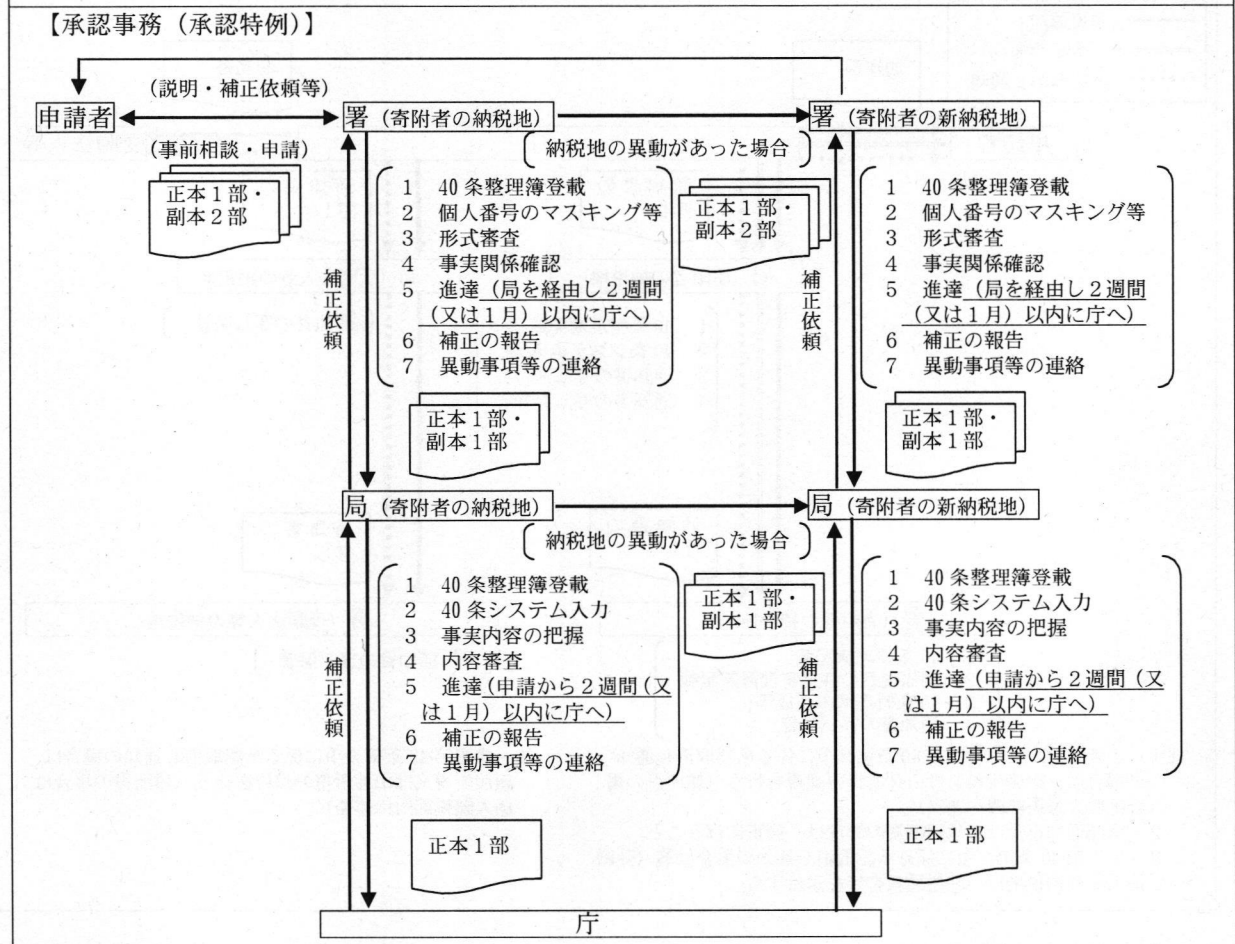 【承認事務（承認特例）】
（説明・補正依頼等）
申請者
署（寄附者の納税地）
署（寄附者の新納税地）
（事前相談・申請）
納税地の異動があった場合
正本１部・
副本２部
1 40条整理簿登載
2 個人番号のマスキング等
3 形式審査
4 事実関係確認
5 進達（局を経由し２週間
（又は１月）以内に庁へ）
6 補正の報告
7 異動事項等の連絡
補正依頼
正本１部・
副本２部
1 40条整理簿登載
2 個人番号のマスキング等
3 形式審査
4 事実関係確認
5 進達（局を経由し２週間
（又は１月）以内に庁へ）
6 補正の報告
7 異動事項等の連絡
補正依頼
正本１部・
副本１部
正本１部・
副本１部
局（寄附者の納税地）
局（寄附者の新納税地）
納税地の異動があった場合
1 40条整理簿登載
2 40条システム入力
3 事実内容の把握
4 内容審査
5 進達（申請から２週間（又
は１月）以内に庁へ）
6 補正の報告
7 異動事項等の連絡
補正依頼
正本１部・
副本１部
1 40条整理簿登載
2 40条システム入力
3 事実内容の把握
4 内容審査
5 進達（申請から２週間（又
は１月）以内に庁へ）
6 補正の報告
7 異動事項等の連絡
補正依頼
正本１部
正本１部
庁